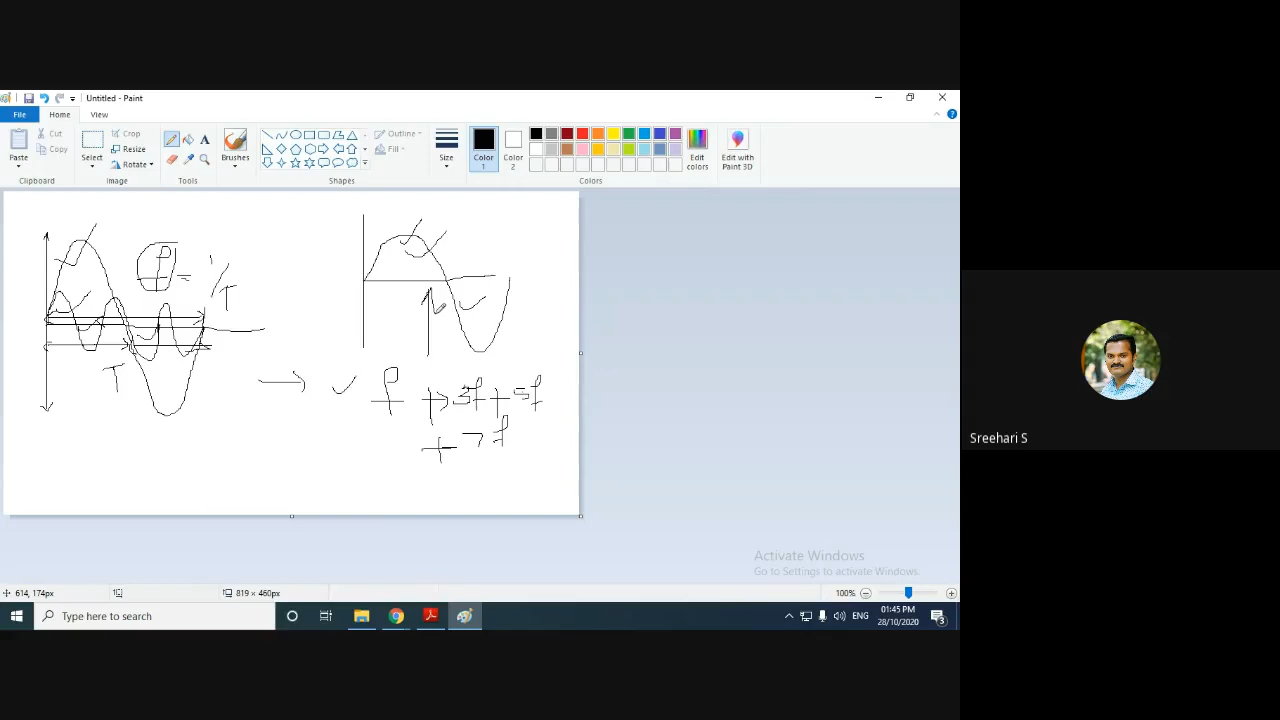 Untitled - Paint
File
Home
View
Paste
Cut
Copy
Clipboard
Select
Crop
Resize
Rotate
Image
A
Tools
Brushes
Shapes
Outline
Fill
Size
Color 1
Color 2
Edit colors
Colors
Edit with Paint 3D
f = 1/T
T
→ ✓ f + 3f + 5f
+ 7f
Sreehari S
Activate Windows
Go to Settings to activate Windows.
614, 174px
819 × 460px
100%
Type here to search
ENG
01:45 PM
28/10/2020
3